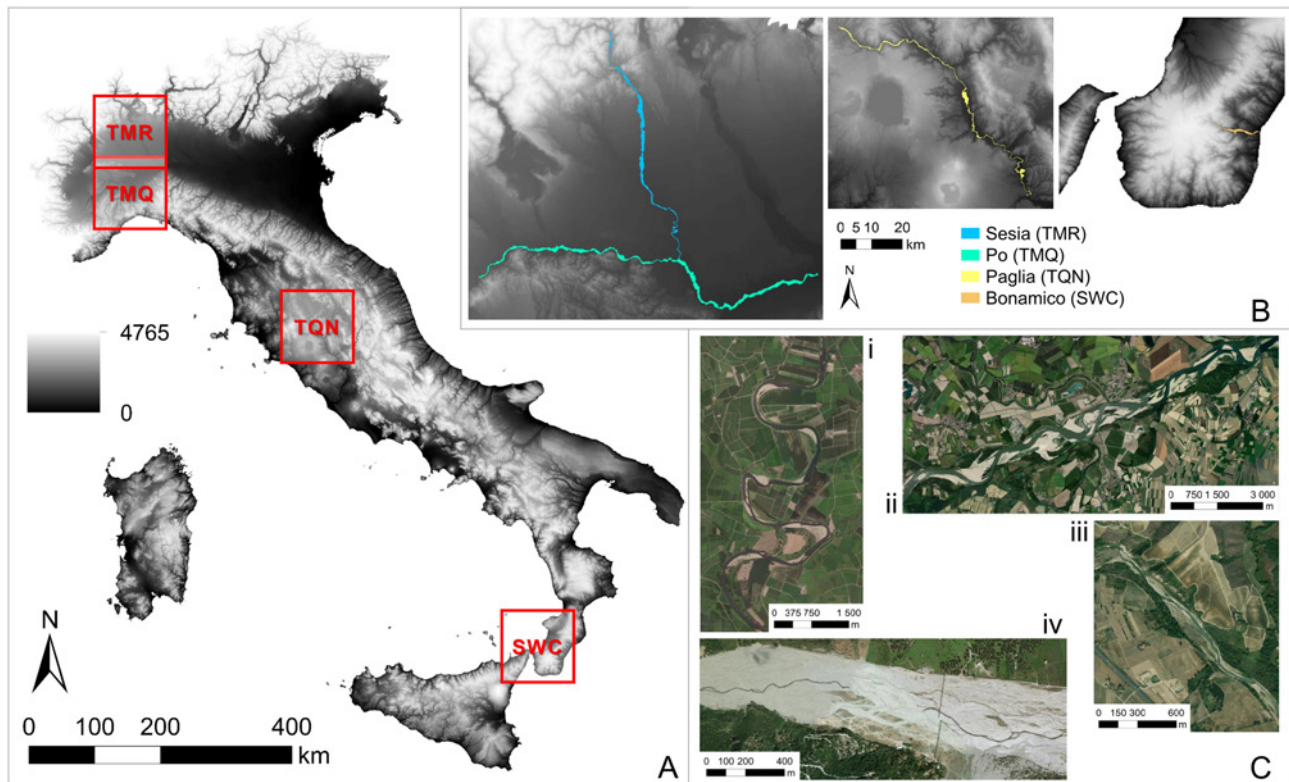 TMR
TMQ
TQN
SWC
4765
0
N
0 100 200 400
km
A
0 5 10 20
km
N
Sesia (TMR)
Po (TMQ)
Paglia (TQN)
Bonamico (SWC)
B
i
0 375 750 1 500
m
ii
0 750 1 500 3 000
m
iii
0 150 300 600
m
iv
0 100 200 400
m
C